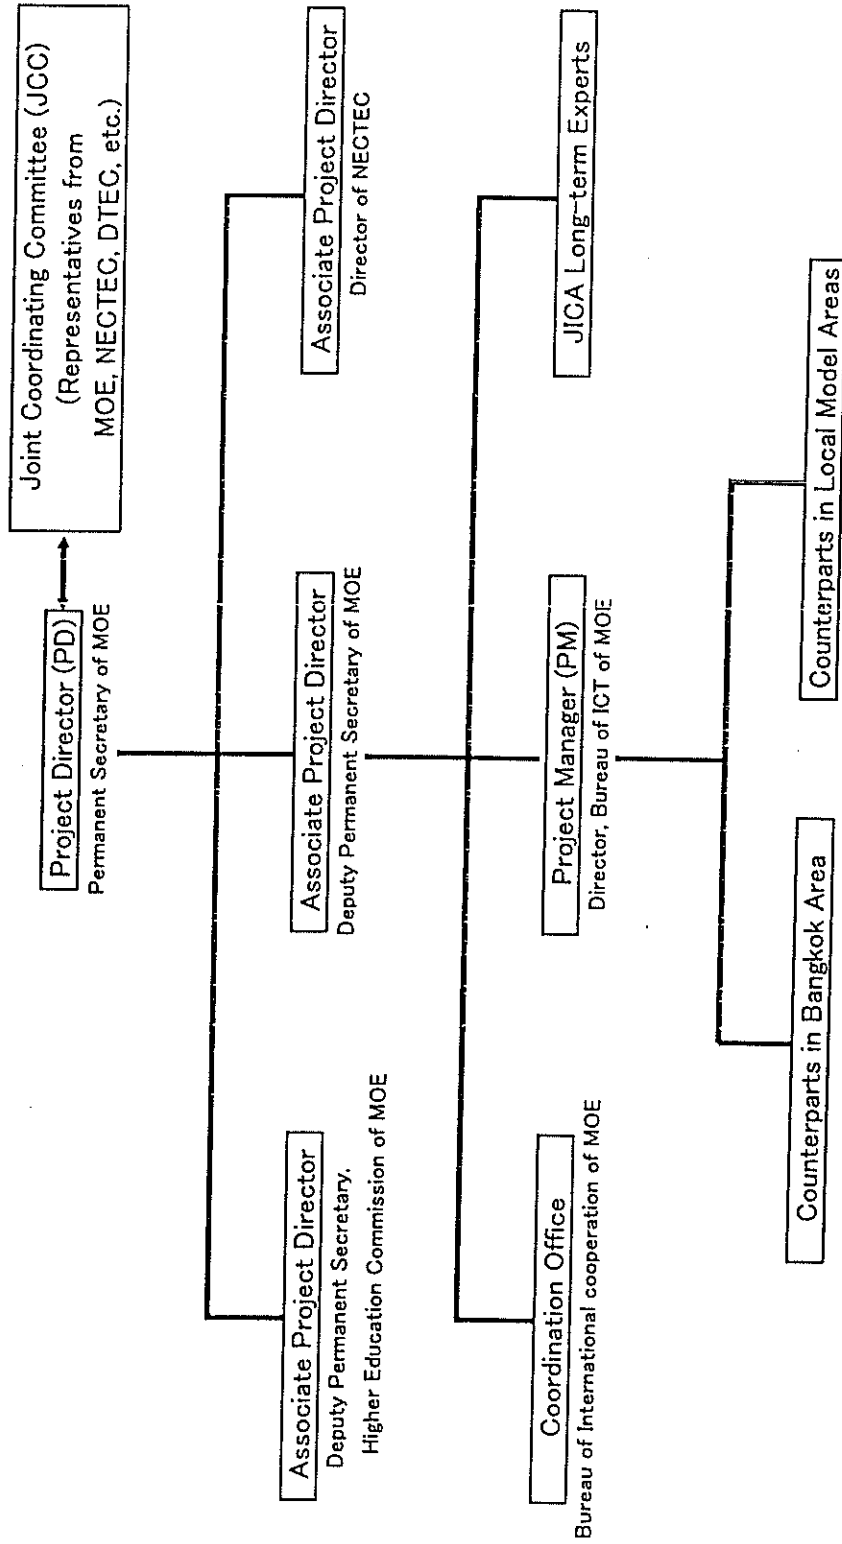 Project Director (PD)
Permanent Secretary of MOE
Joint Coordinating Committee (JCC)
(Representatives from
MOE, NECTEC, DTEC, etc.)
Associate Project Director
Deputy Permanent Secretary,
Higher Education Commission of MOE
Associate Project Director
Deputy Permanent Secretary of MOE
Associate Project Director
Director of NECTEC
Coordination Office
Bureau of International cooperation of MOE
Project Manager (PM)
Director, Bureau of ICT of MOE
JICA Long-term Experts
Counterparts in Bangkok Area
Counterparts in Local Model Areas